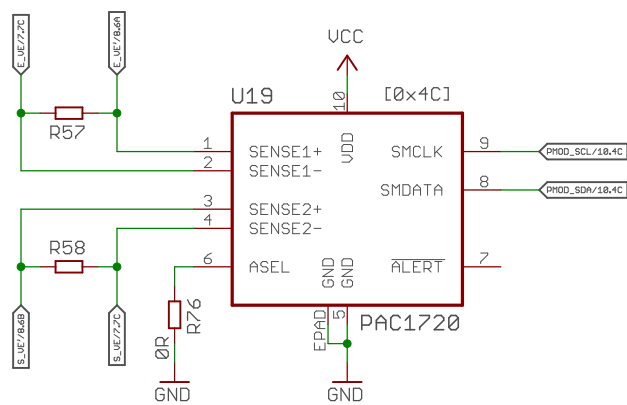 E_VE/7.7C
E_VE'/8.6A
VCC
U19
10
[0x4C]
R57
1
SENSE1+
VDD
SMCLK
9
PMOD_SCL/10.4C
2
SENSE1-
SMDATA
8
PMOD_SDA/10.4C
3
SENSE2+
4
SENSE2-
R58
6
ASEL
GND
GND
ALERT
7
S_VE'/8.6B
S_VE/7.7C
R76
0R
EPAD
5
PAC1720
GND
GND